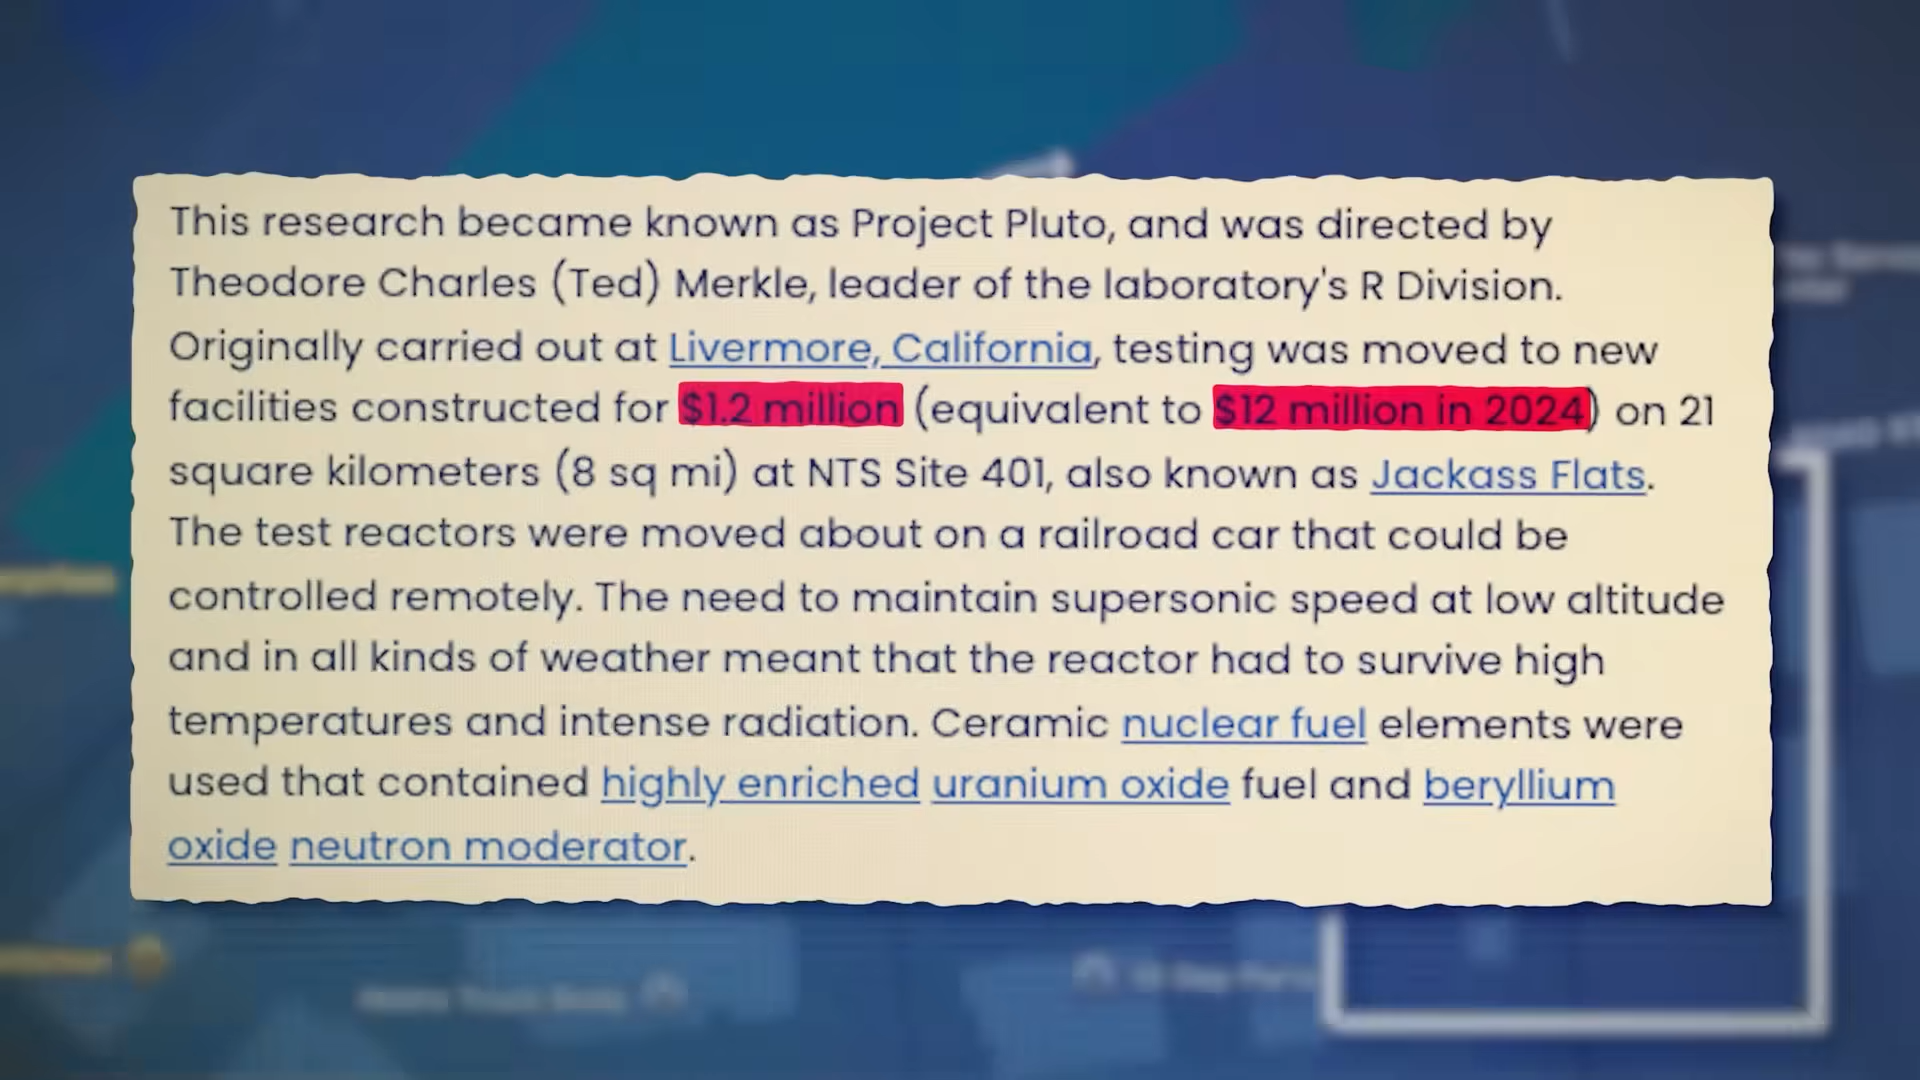 This research became known as Project Pluto, and was directed by
Theodore Charles (Ted) Merkle, leader of the laboratory's R Division.
Originally carried out at Livermore, California, testing was moved to new
facilities constructed for $1.2 million (equivalent to $12 million in 2024) on 21
square kilometers (8 sq mi) at NTS Site 401, also known as Jackass Flats.
The test reactors were moved about on a railroad car that could be
controlled remotely. The need to maintain supersonic speed at low altitude
and in all kinds of weather meant that the reactor had to survive high
temperatures and intense radiation. Ceramic nuclear fuel elements were
used that contained highly enriched uranium oxide fuel and beryllium
oxide neutron moderator.